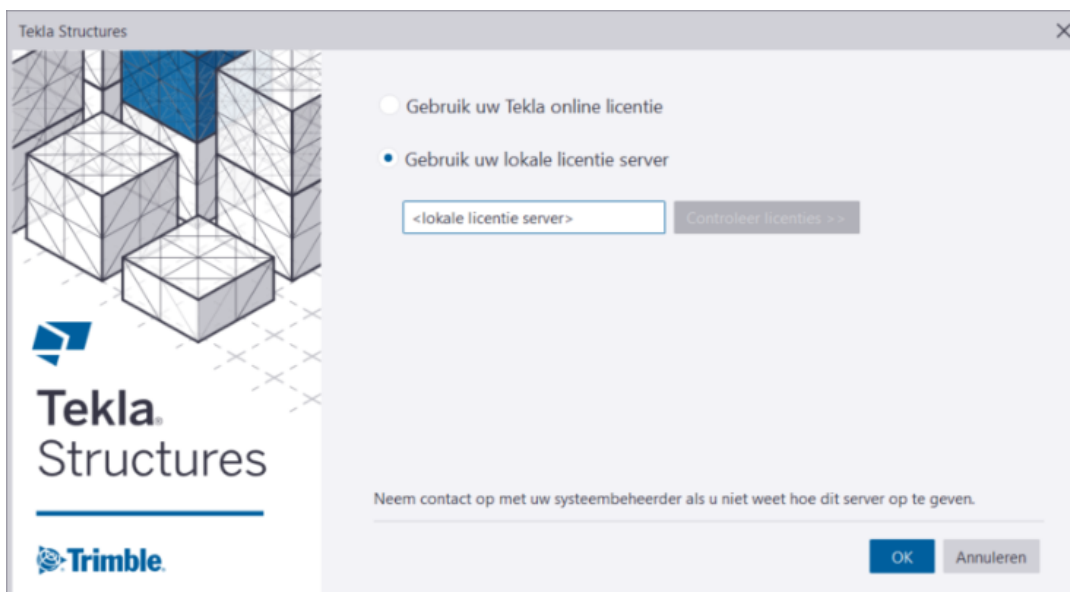 Tekla Structures
Gebruik uw Tekla online licentie
Gebruik uw lokale licentie server
<lokale licentie server>
Controleer licenties >>
Tekla®
Structures
Neem contact op met uw systeembeheerder als u niet weet hoe dit server op te geven.
Trimble.
OK
Annuleren